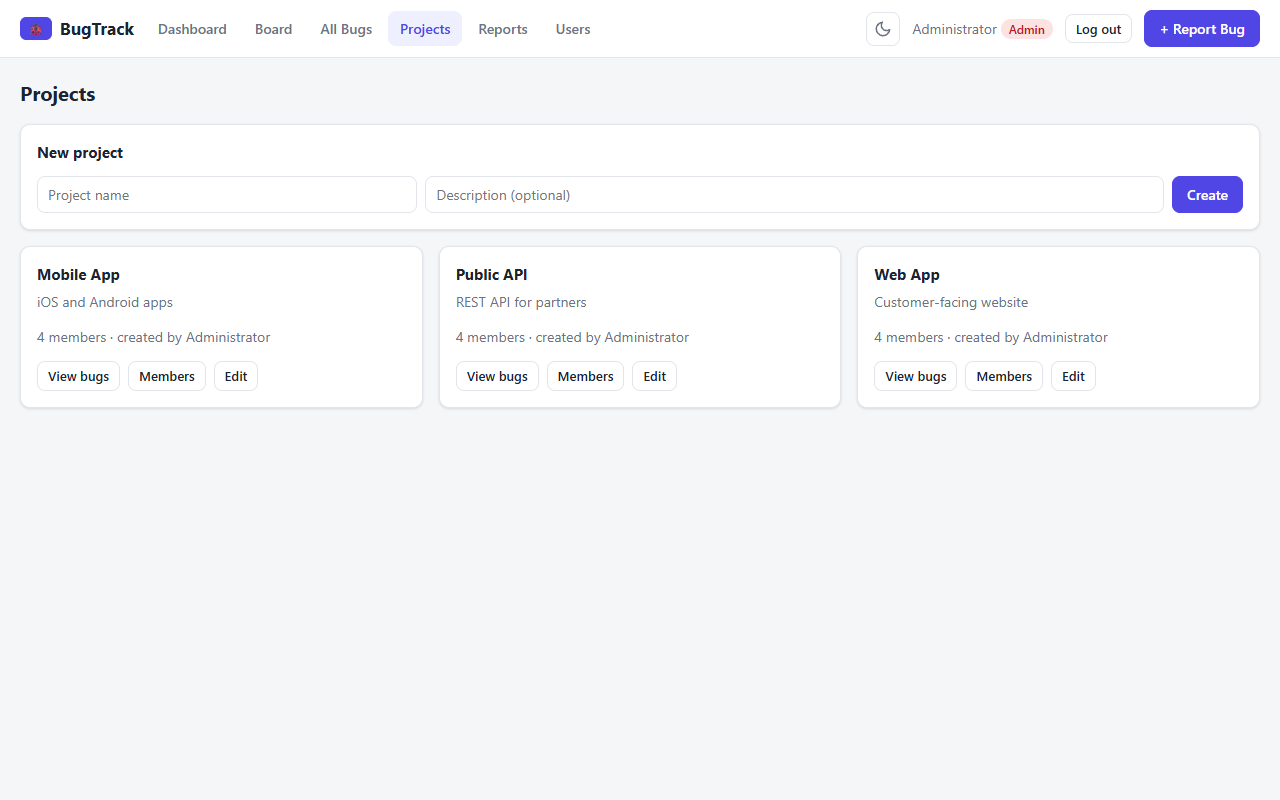 BugTrack Dashboard Board All Bugs Projects Reports Users Administrator Admin Log out + Report Bug
Projects
New project
Project name Description (optional) Create
Mobile App
iOS and Android apps
4 members · created by Administrator
View bugs Members Edit
Public API
REST API for partners
4 members · created by Administrator
View bugs Members Edit
Web App
Customer-facing website
4 members · created by Administrator
View bugs Members Edit